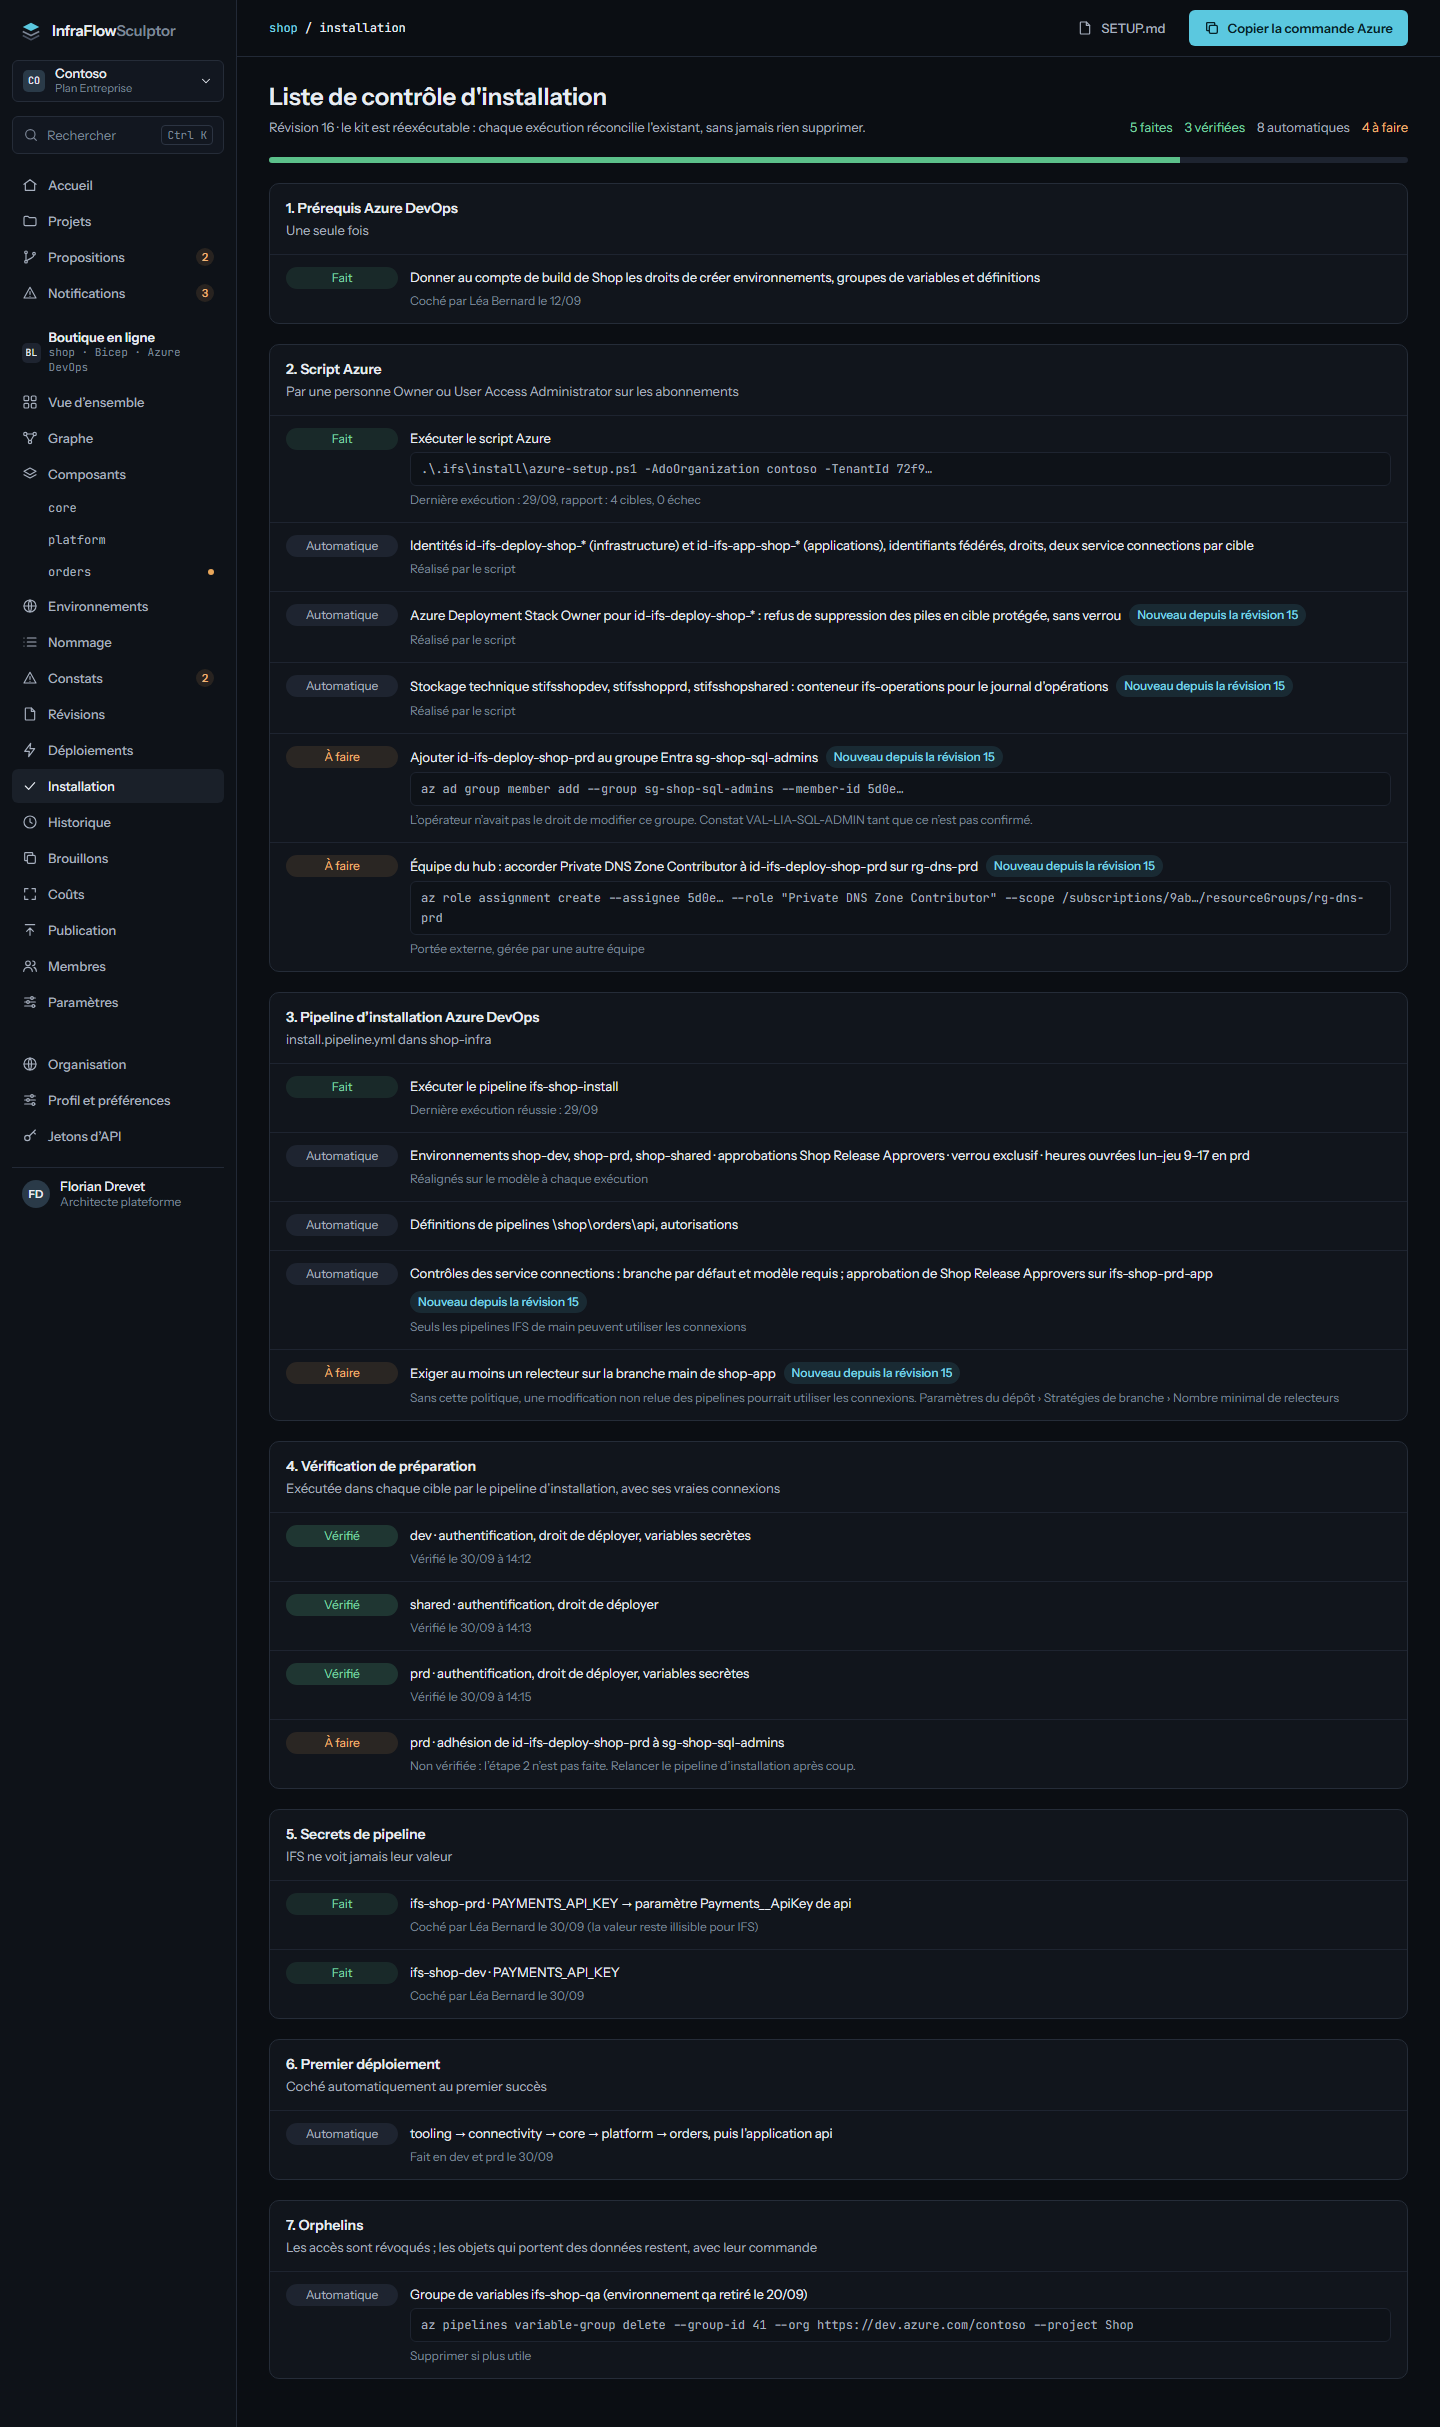 InfraFlowSculptor
CO
Contoso
Plan Entreprise
Rechercher
Ctrl K
Accueil
Projets
Propositions
2
Notifications
3
BL
Boutique en ligne
shop · Bicep · Azure
DevOps
Vue d'ensemble
Graphe
Composants
core
platform
orders
Environnements
Nommage
Constats
2
Révisions
Déploiements
Installation
Historique
Brouillons
Coûts
Publication
Membres
Paramètres
Organisation
Profil et préférences
Jetons d'API
FD
Florian Drevet
Architecte plateforme
shop / installation
SETUP.md
Copier la commande Azure
Liste de contrôle d'installation
Révision 16 · le kit est réexécutable : chaque exécution réconcilie l'existant, sans jamais rien supprimer.
5 faites 3 vérifiées 8 automatiques 4 à faire
1. Prérequis Azure DevOps
Une seule fois
Fait
Donner au compte de build de Shop les droits de créer environnements, groupes de variables et définitions
Coché par Léa Bernard le 12/09
2. Script Azure
Par une personne Owner ou User Access Administrator sur les abonnements
Fait
Exécuter le script Azure
.\.ifs\install\azure-setup.ps1 -AdoOrganization contoso -TenantId 72f9…
Dernière exécution : 29/09, rapport : 4 cibles, 0 échec
Automatique
Identités id-ifs-deploy-shop-* (infrastructure) et id-ifs-app-shop-* (applications), identifiants fédérés, droits, deux service connections par cible
Réalisé par le script
Automatique
Azure Deployment Stack Owner pour id-ifs-deploy-shop-* : refus de suppression des piles en cible protégée, sans verrou
Nouveau depuis la révision 15
Réalisé par le script
Automatique
Stockage technique stifsshopdev, stifsshopprd, stifsshopshared : conteneur ifs-operations pour le journal d'opérations
Nouveau depuis la révision 15
Réalisé par le script
À faire
Ajouter id-ifs-deploy-shop-prd au groupe Entra sg-shop-sql-admins
Nouveau depuis la révision 15
az ad group member add --group sg-shop-sql-admins --member-id 5d0e…
L'opérateur n'avait pas le droit de modifier ce groupe. Constat VAL-LIA-SQL-ADMIN tant que ce n'est pas confirmé.
À faire
Équipe du hub : accorder Private DNS Zone Contributor à id-ifs-deploy-shop-prd sur rg-dns-prd
Nouveau depuis la révision 15
az role assignment create --assignee 5d0e… --role "Private DNS Zone Contributor" --scope /subscriptions/9ab…/resourceGroups/rg-dns-
prd
Portée externe, gérée par une autre équipe
3. Pipeline d'installation Azure DevOps
install.pipeline.yml dans shop-infra
Fait
Exécuter le pipeline ifs-shop-install
Dernière exécution réussie : 29/09
Automatique
Environnements shop-dev, shop-prd, shop-shared · approbations Shop Release Approvers · verrou exclusif · heures ouvrées lun-jeu 9-17 en prd
Réalignés sur le modèle à chaque exécution
Automatique
Définitions de pipelines \shop\orders\api, autorisations
Automatique
Contrôles des service connections : branche par défaut et modèle requis ; approbation de Shop Release Approvers sur ifs-shop-prd-app
Nouveau depuis la révision 15
Seuls les pipelines IFS de main peuvent utiliser les connexions
À faire
Exiger au moins un relecteur sur la branche main de shop-app
Nouveau depuis la révision 15
Sans cette politique, une modification non relue des pipelines pourrait utiliser les connexions. Paramètres du dépôt › Stratégies de branche › Nombre minimal de relecteurs
4. Vérification de préparation
Exécutée dans chaque cible par le pipeline d'installation, avec ses vraies connexions
Vérifié
dev · authentification, droit de déployer, variables secrètes
Vérifié le 30/09 à 14:12
Vérifié
shared · authentification, droit de déployer
Vérifié le 30/09 à 14:13
Vérifié
prd · authentification, droit de déployer, variables secrètes
Vérifié le 30/09 à 14:15
À faire
prd · adhésion de id-ifs-deploy-shop-prd à sg-shop-sql-admins
Non vérifiée : l'étape 2 n'est pas faite. Relancer le pipeline d'installation après coup.
5. Secrets de pipeline
IFS ne voit jamais leur valeur
Fait
ifs-shop-prd · PAYMENTS_API_KEY → paramètre Payments__ApiKey de api
Coché par Léa Bernard le 30/09 (la valeur reste illisible pour IFS)
Fait
ifs-shop-dev · PAYMENTS_API_KEY
Coché par Léa Bernard le 30/09
6. Premier déploiement
Coché automatiquement au premier succès
Automatique
tooling → connectivity → core → platform → orders, puis l'application api
Fait en dev et prd le 30/09
7. Orphelins
Les accès sont révoqués ; les objets qui portent des données restent, avec leur commande
Automatique
Groupe de variables ifs-shop-qa (environnement qa retiré le 20/09)
az pipelines variable-group delete --group-id 41 --org https://dev.azure.com/contoso --project Shop
Supprimer si plus utile